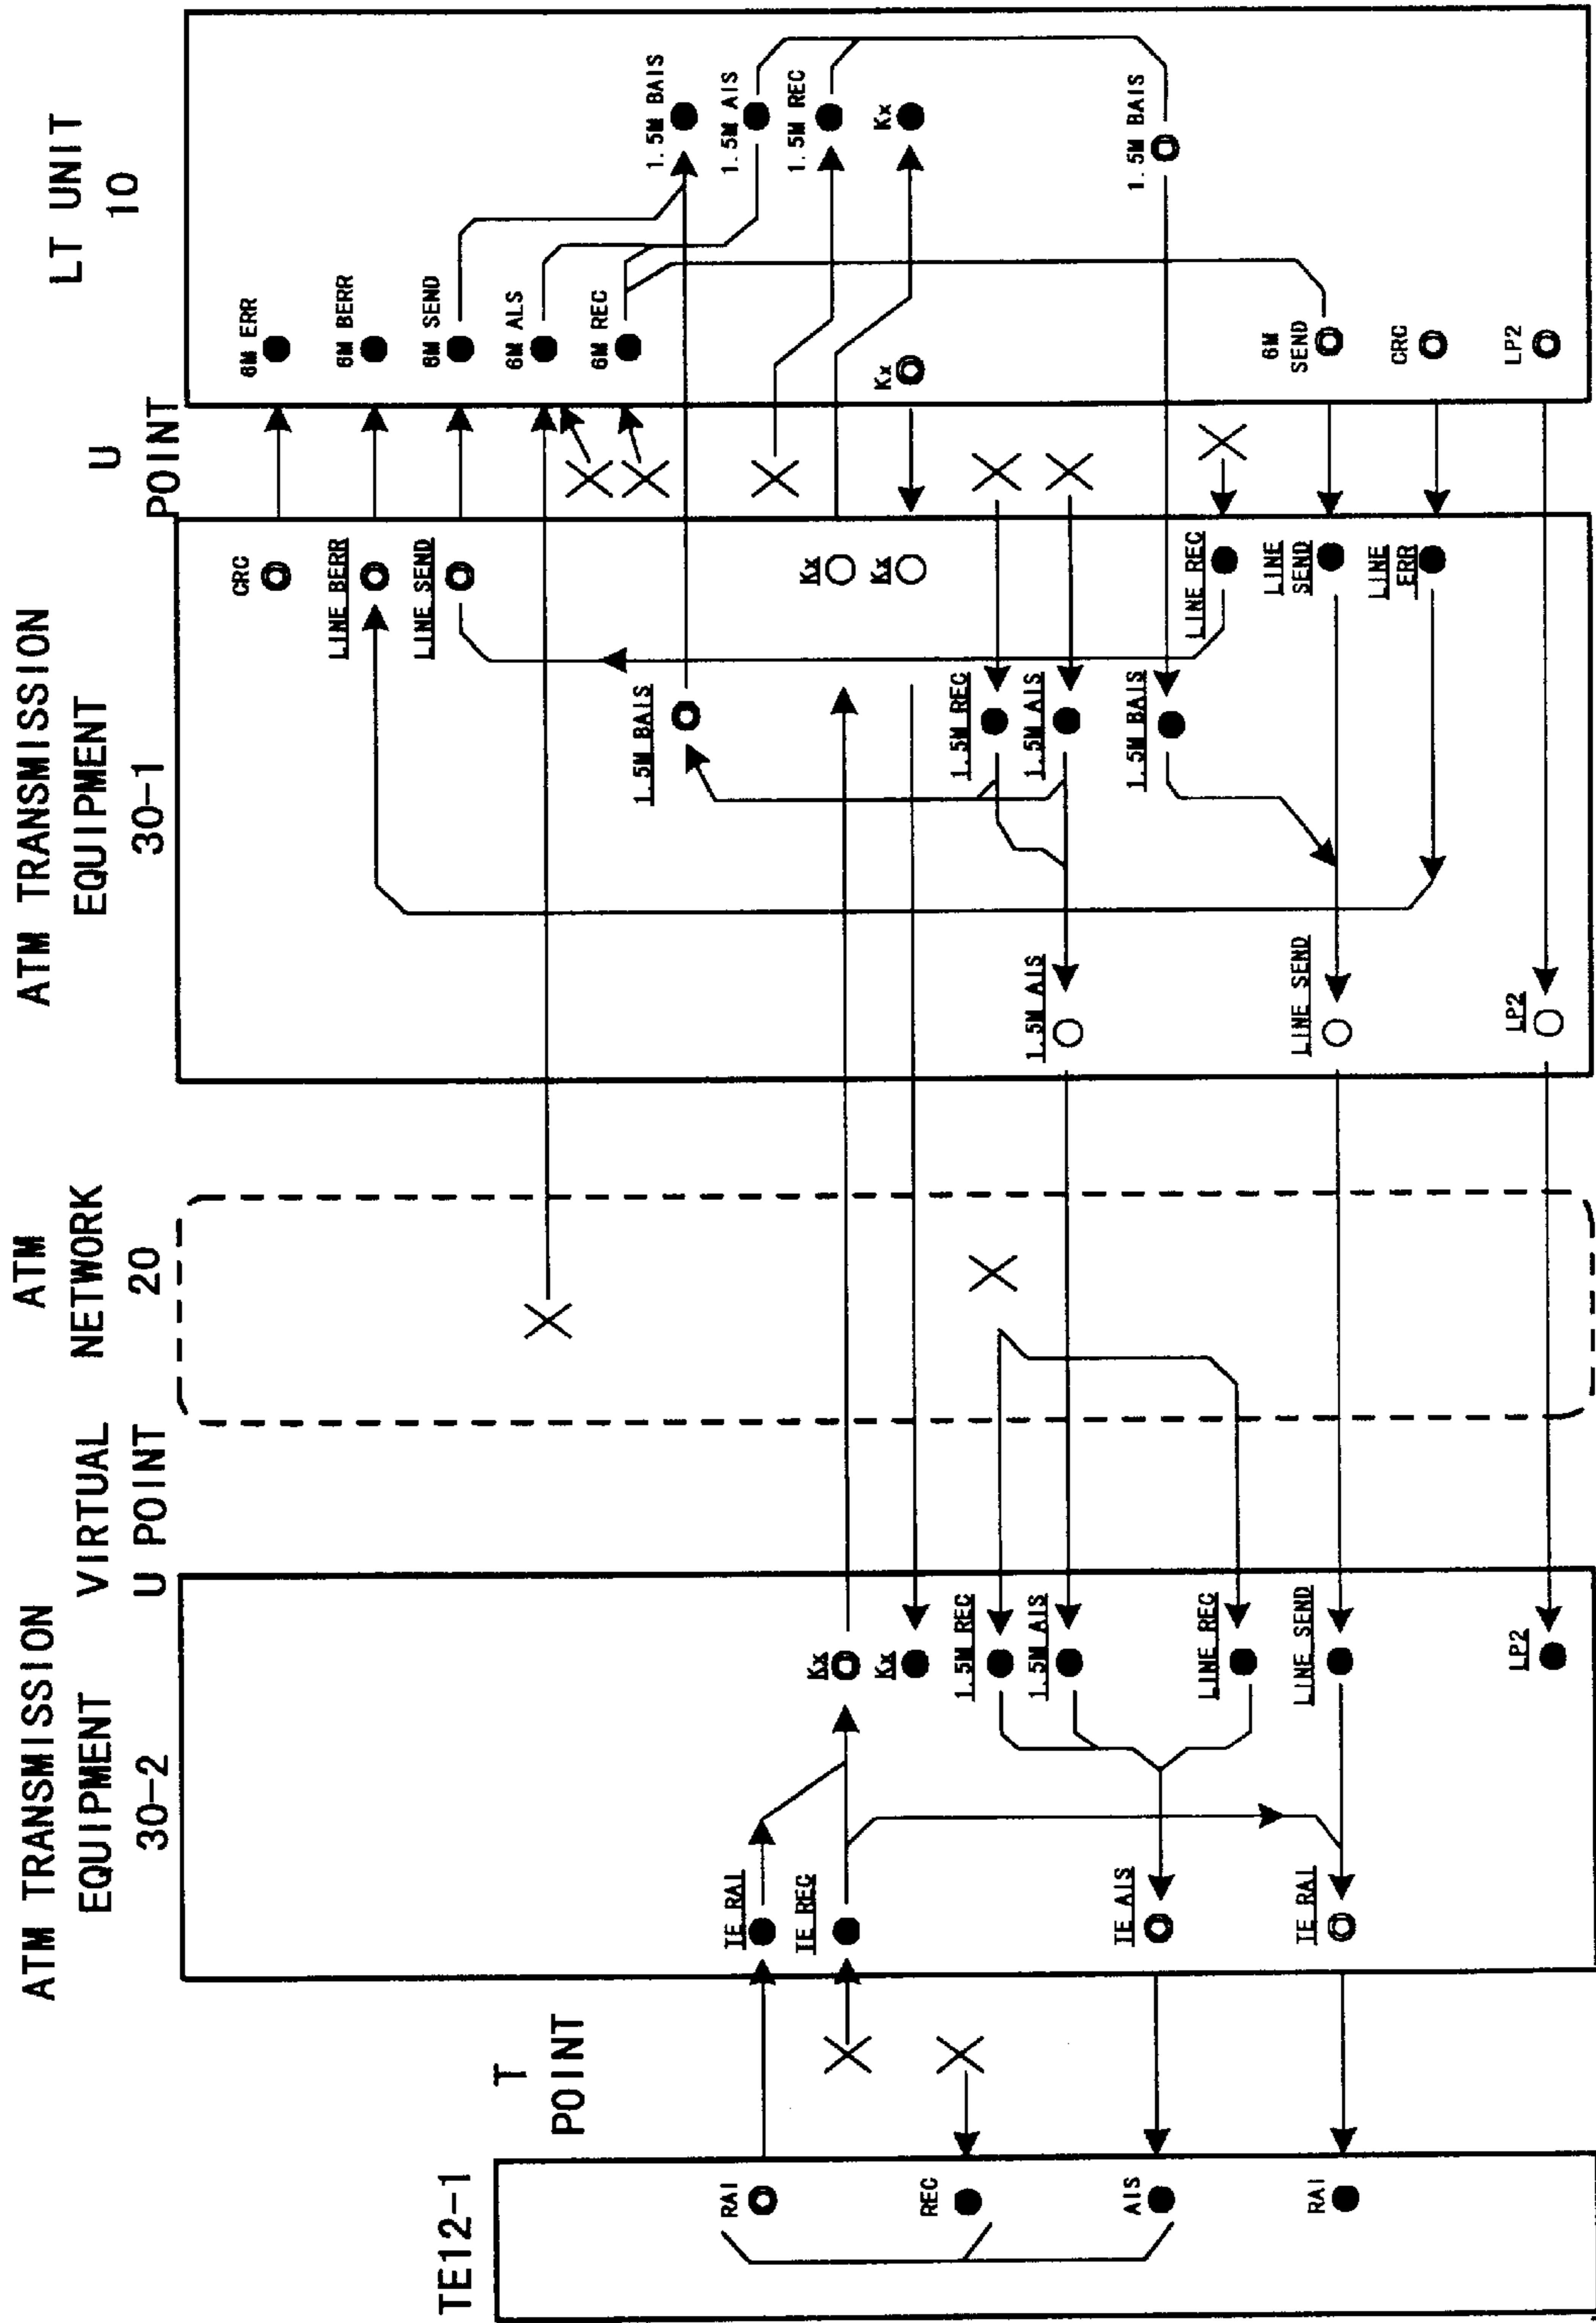 TE12-1
RAI
REC
AIS
RAI
T
POINT
ATM TRANSMISSION
EQUIPMENT
30-2
TE RAI
TE REC
TE AIS
TE RAI
Kx
Kx
1.5M REC
1.5M AIS
LINE REC
LINE SEND
LP2
VIRTUAL
U POINT
ATM
NETWORK
20
ATM TRANSMISSION
EQUIPMENT
30-1
1.5M AIS
LINE SEND
LP2
1.5M BAIS
1.5M REC
1.5M AIS
1.5M BAIS
CRC
LINE BERR
LINE SEND
Kx
Kx
LINE REC
LINE
SEND
LINE
ERR
U
POINT
LT UNIT
10
6M ERR
6M BERR
6M SEND
6M ALS
6M REC
Kx
6M
SEND
CRC
LP2
1.5M BAIS
1.5M AIS
1.5M REC
Kx
1.5M BAIS